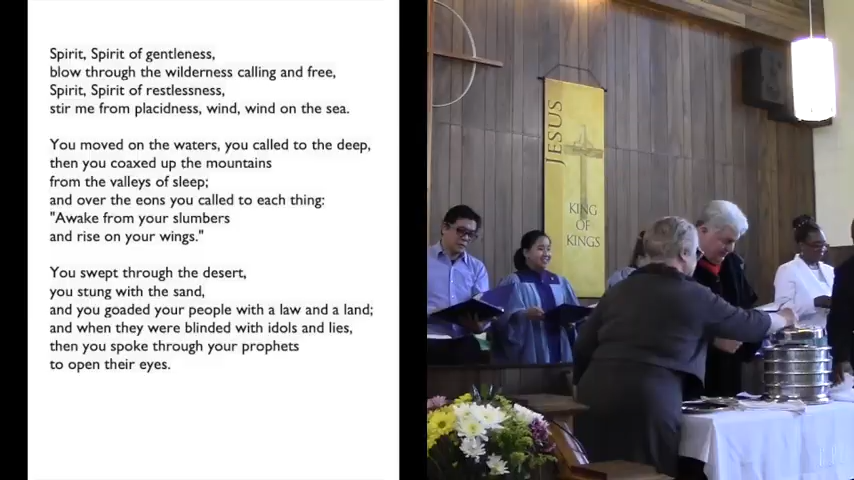 Spirit, Spirit of gentleness,
blow through the wilderness calling and free,
Spirit, Spirit of restlessness,
stir me from placidness, wind, wind on the sea.
You moved on the waters, you called to the deep,
then you coaxed up the mountains
from the valleys of sleep;
and over the eons you called to each thing:
"Awake from your slumbers
and rise on your wings."
You swept through the desert,
you stung with the sand,
and you goaded your people with a law and a land;
and when they were blinded with idols and lies,
then you spoke through your prophets
to open their eyes.
JESUS
KING
OF
KINGS